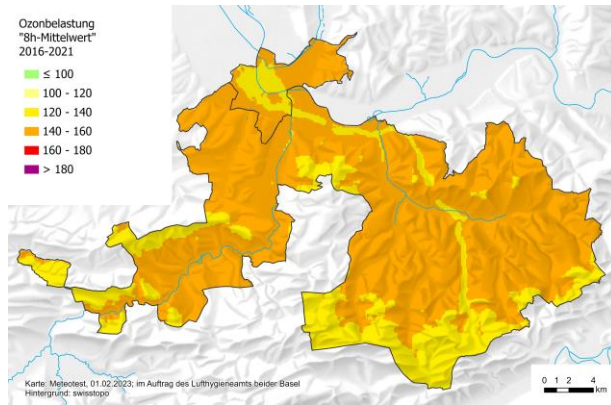 Ozonbelastung
"8h-Mittelwert"
2016-2021
≤ 100
100 - 120
120 - 140
140 - 160
160 - 180
> 180
Karte: Meteotest, 01.02.2023; im Auftrag des Lufthygieneamts beider Basel
Hintergrund: swisstopo
0 1 2 4
km